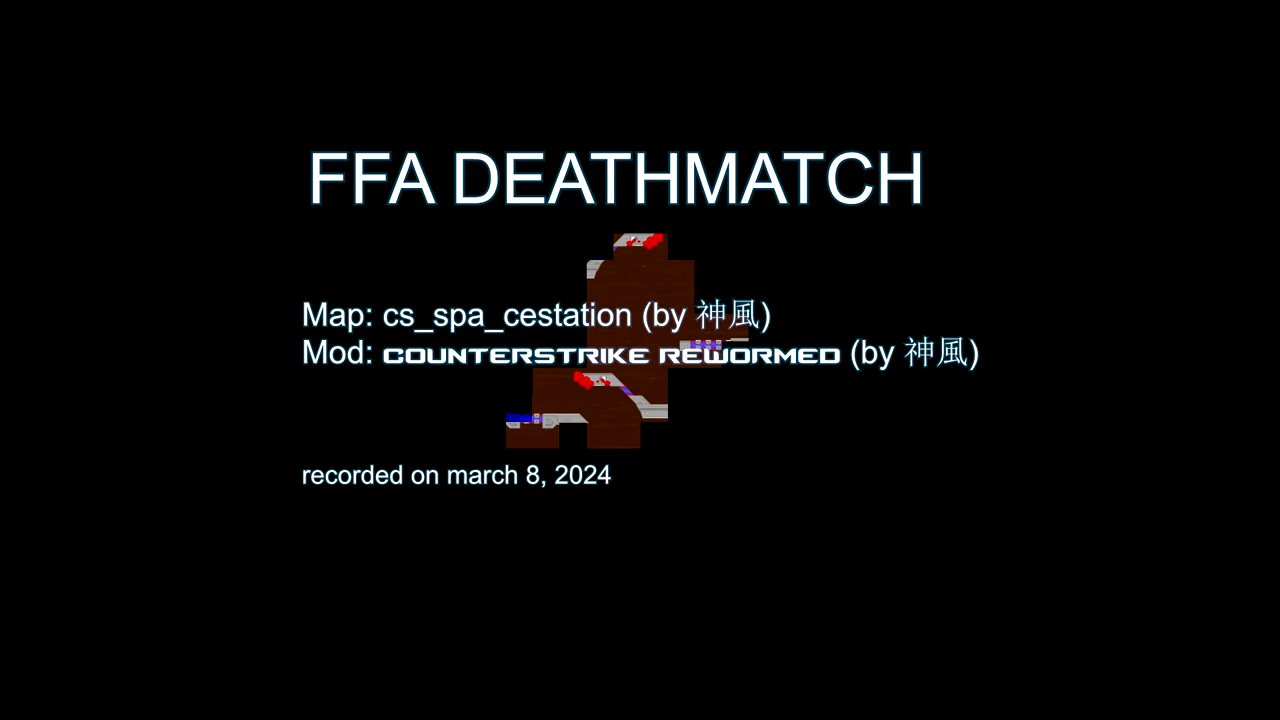 FFA DEATHMATCH
Map: cs_spa_cestation (by 神風)
Mod: COUNTERSTRIKE REWORMED (by 神風)
recorded on march 8, 2024